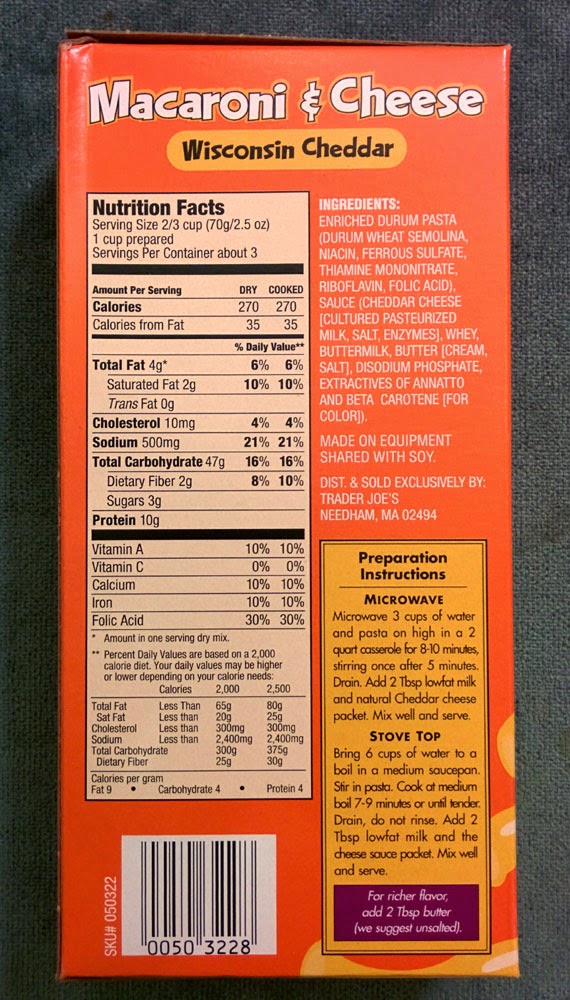 Macaroni & Cheese
Wisconsin Cheddar
Nutrition Facts
Serving Size 2/3 cup (70g/2.5 oz)
1 cup prepared
Servings Per Container about 3
Amount Per Serving DRY COOKED
Calories 270 270
Calories from Fat 35 35
% Daily Value**
Total Fat 4g* 6% 6%
Saturated Fat 2g 10% 10%
Trans Fat 0g
Cholesterol 10mg 4% 4%
Sodium 500mg 21% 21%
Total Carbohydrate 47g 16% 16%
Dietary Fiber 2g 8% 10%
Sugars 3g
Protein 10g
Vitamin A 10% 10%
Vitamin C 0% 0%
Calcium 10% 10%
Iron 10% 10%
Folic Acid 30% 30%
* Amount in one serving dry mix.
** Percent Daily Values are based on a 2,000
calorie diet. Your daily values may be higher
or lower depending on your calorie needs:
Calories 2,000 2,500
Total Fat Less Than 65g 80g
Sat Fat Less than 20g 25g
Cholesterol Less than 300mg 300mg
Sodium Less than 2,400mg 2,400mg
Total Carbohydrate 300g 375g
Dietary Fiber 25g 30g
Calories per gram
Fat 9 • Carbohydrate 4 • Protein 4
INGREDIENTS:
ENRICHED DURUM PASTA
(DURUM WHEAT SEMOLINA,
NIACIN, FERROUS SULFATE,
THIAMINE MONONITRATE,
RIBOFLAVIN, FOLIC ACID),
SAUCE (CHEDDAR CHEESE
[CULTURED PASTEURIZED
MILK, SALT, ENZYMES], WHEY,
BUTTERMILK, BUTTER [CREAM,
SALT], DISODIUM PHOSPHATE,
EXTRACTIVES OF ANNATTO
AND BETA CAROTENE [FOR
COLOR]).
MADE ON EQUIPMENT
SHARED WITH SOY.
DIST. & SOLD EXCLUSIVELY BY:
TRADER JOE'S
NEEDHAM, MA 02494
Preparation
Instructions
MICROWAVE
Microwave 3 cups of water
and pasta on high in a 2
quart casserole for 8-10 minutes,
stirring once after 5 minutes.
Drain. Add 2 Tbsp lowfat milk
and natural Cheddar cheese
packet. Mix well and serve.
STOVE TOP
Bring 6 cups of water to a
boil in a medium saucepan.
Stir in pasta. Cook at medium
boil 7-9 minutes or until tender.
Drain, do not rinse. Add 2
Tbsp lowfat milk and the
cheese sauce packet. Mix well
and serve.
For richer flavor,
add 2 Tbsp butter
(we suggest unsalted).
SKU# 050322
0050 3228